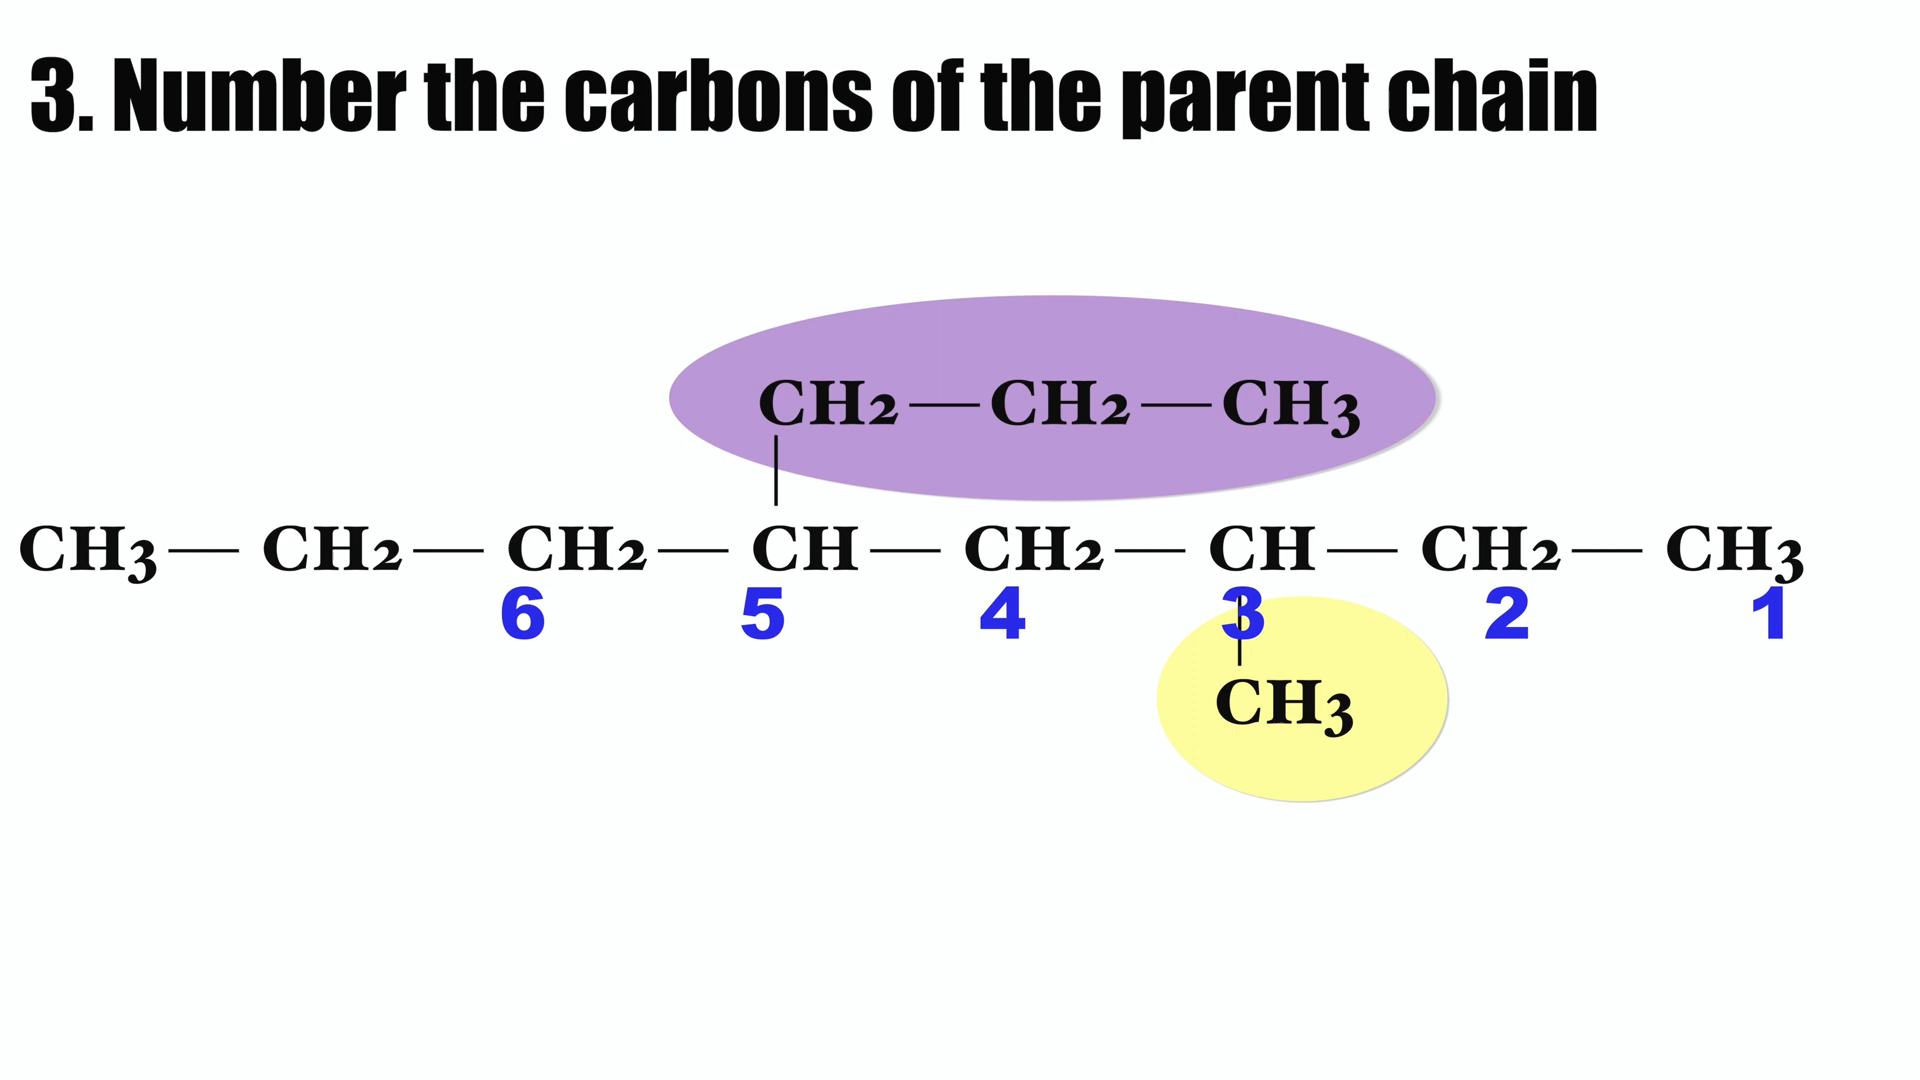 3. Number the carbons of the parent chain
CH2—CH2—CH3
CH3—CH2—CH2—CH—CH2—CH—CH2—CH3
6 5 4 3 2 1
CH3